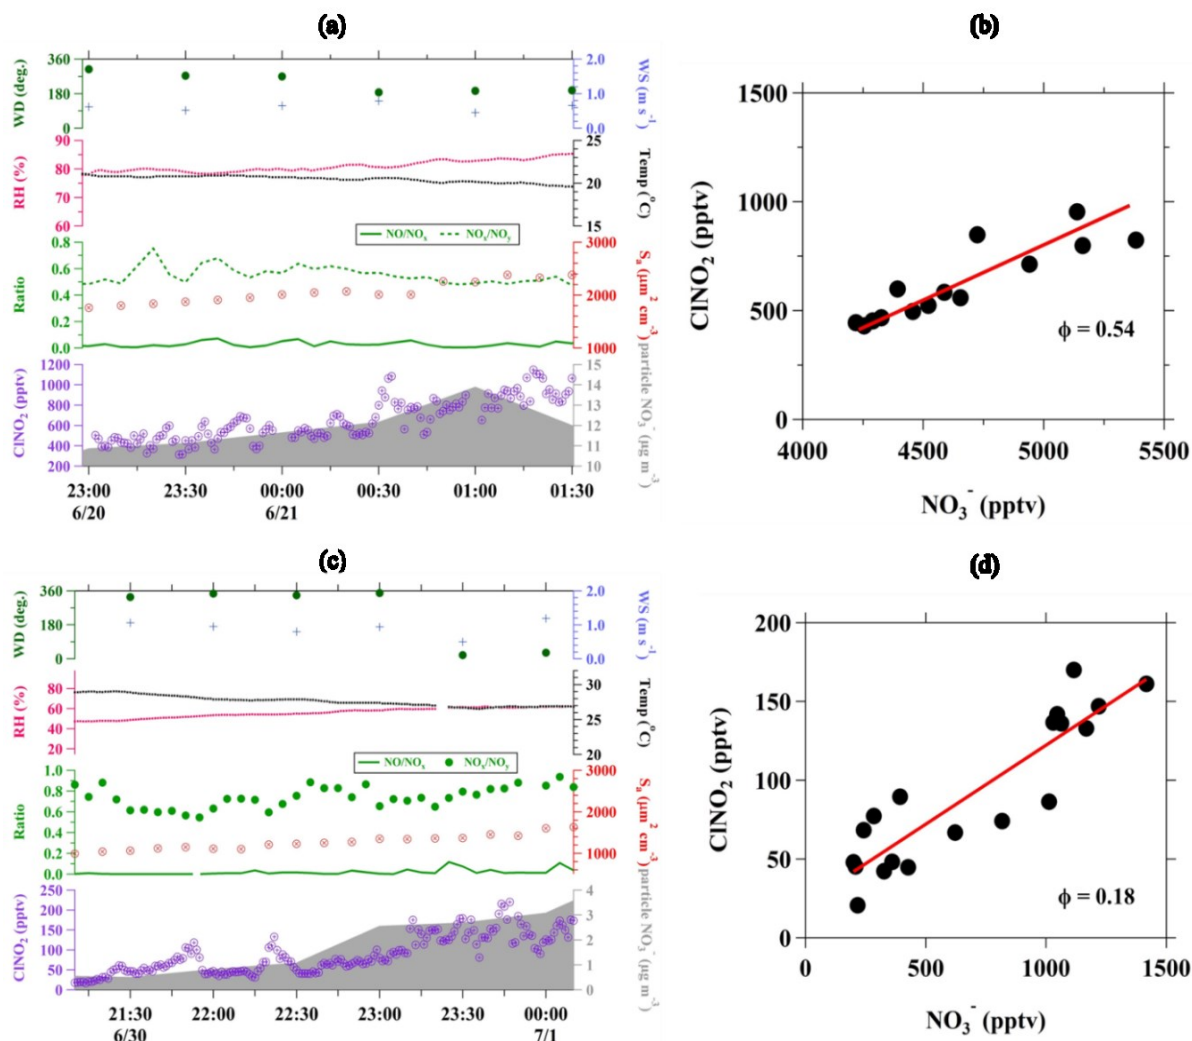 (a)
360
180
0
WD (deg.)
2.0
1.0
0.0
WS (m s⁻¹)
90
80
70
60
RH (%)
25
20
15
Temp (°C)
NO/NOₓ NOₓ/NOᵧ
0.8
0.6
0.4
0.2
0.0
Ratio
3000
2000
1000
Sₐ (μm² cm⁻³)
1200
1000
800
600
400
200
ClNO₂ (pptv)
15
14
13
12
11
10
particle NO₃⁻ (μg m⁻³)
23:00 23:30 00:00 00:30 01:00 01:30
6/20 6/21
(b)
1500
1000
500
0
ClNO₂ (pptv)
ϕ = 0.54
4000 4500 5000 5500
NO₃⁻ (pptv)
(c)
360
180
0
WD (deg.)
2.0
1.0
0.0
WS (m s⁻¹)
80
60
40
20
RH (%)
30
25
20
Temp (°C)
NO/NOₓ NOₓ/NOᵧ
1.0
0.8
0.6
0.4
0.2
0.0
Ratio
3000
2000
1000
Sₐ (μm² cm⁻³)
250
200
150
100
50
0
ClNO₂ (pptv)
4
3
2
1
0
particle NO₃⁻ (μg m⁻³)
21:30 22:00 22:30 23:00 23:30 00:00
6/30 7/1
(d)
200
150
100
50
0
ClNO₂ (pptv)
ϕ = 0.18
0 500 1000 1500
NO₃⁻ (pptv)